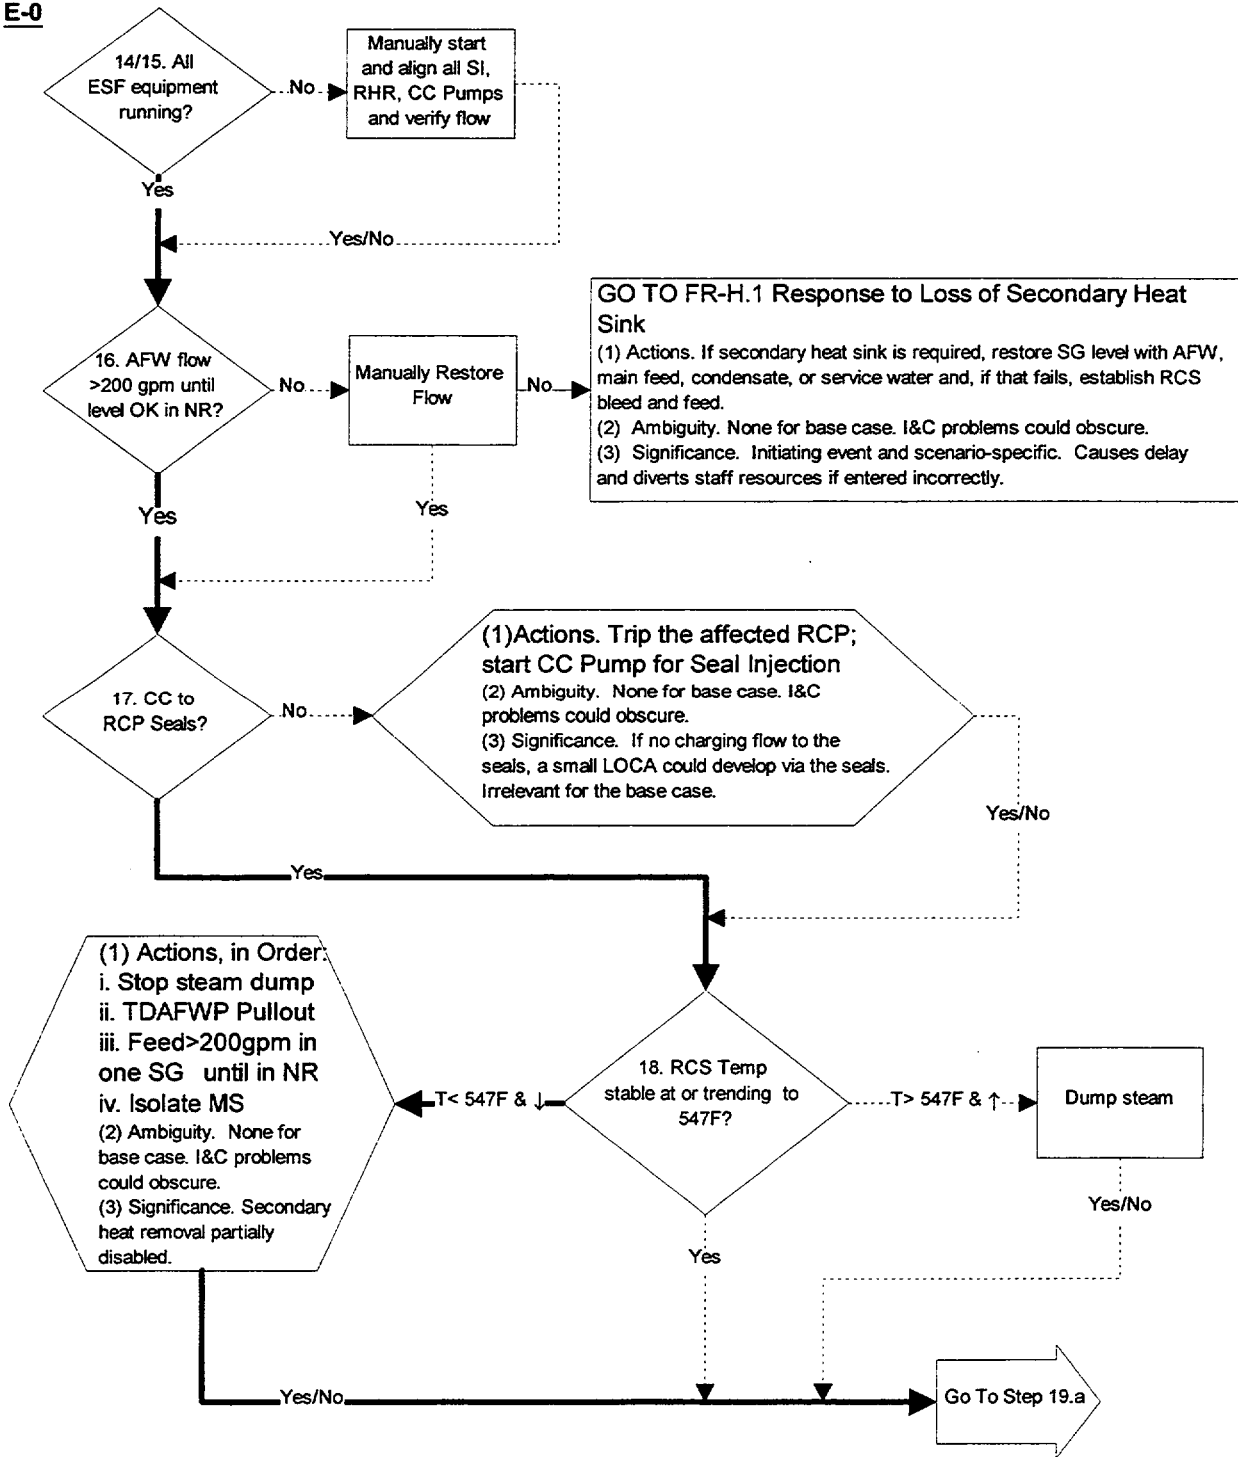 E-0
14/15. All
ESF equipment
running?
No
Manually start
and align all SI,
RHR, CC Pumps
and verify flow
Yes
Yes/No
16. AFW flow
>200 gpm until
level OK in NR?
No
Manually Restore
Flow
No
GO TO FR-H.1 Response to Loss of Secondary Heat
Sink
(1) Actions. If secondary heat sink is required, restore SG level with AFW,
main feed, condensate, or service water and, if that fails, establish RCS
bleed and feed.
(2) Ambiguity. None for base case. I&C problems could obscure.
(3) Significance. Initiating event and scenario-specific. Causes delay
and diverts staff resources if entered incorrectly.
Yes
Yes
17. CC to
RCP Seals?
No
(1)Actions. Trip the affected RCP;
start CC Pump for Seal Injection
(2) Ambiguity. None for base case. I&C
problems could obscure.
(3) Significance. If no charging flow to the
seals, a small LOCA could develop via the seals.
Irrelevant for the base case.
Yes/No
Yes
(1) Actions, in Order:
i. Stop steam dump
ii. TDAFWP Pullout
iii. Feed>200gpm in
one SG until in NR
iv. Isolate MS
(2) Ambiguity. None for
base case. I&C problems
could obscure.
(3) Significance. Secondary
heat removal partially
disabled.
T< 547F & ↓
18. RCS Temp
stable at or trending to
547F?
T> 547F & ↑
Dump steam
Yes
Yes/No
Yes/No
Go To Step 19.a